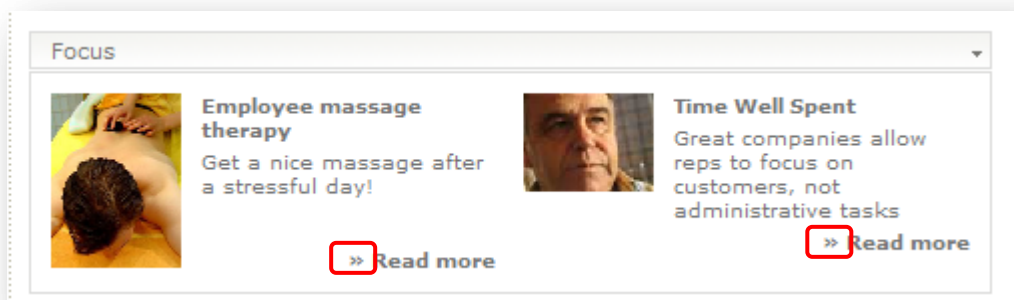 Focus
Employee massage
therapy
Get a nice massage after
a stressful day!
» Read more
Time Well Spent
Great companies allow
reps to focus on
customers, not
administrative tasks
» Read more